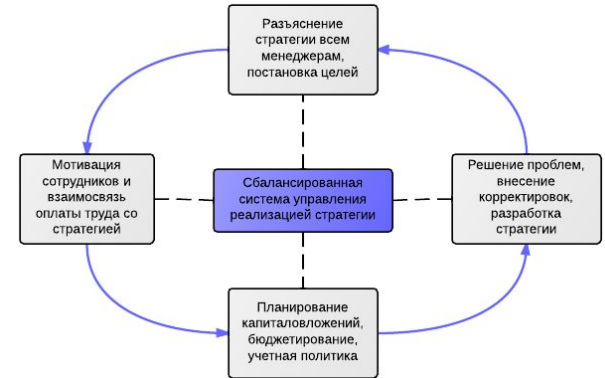 Разъяснение
стратегии всем
менеджерам,
постановка целей
Мотивация
сотрудников и
взаимосвязь
оплаты труда со
стратегией
Сбалансированная
система управления
реализацией стратегии
Решение проблем,
внесение
корректировок,
разработка
стратегии
Планирование
капиталовложений,
бюджетирование,
учетная политика